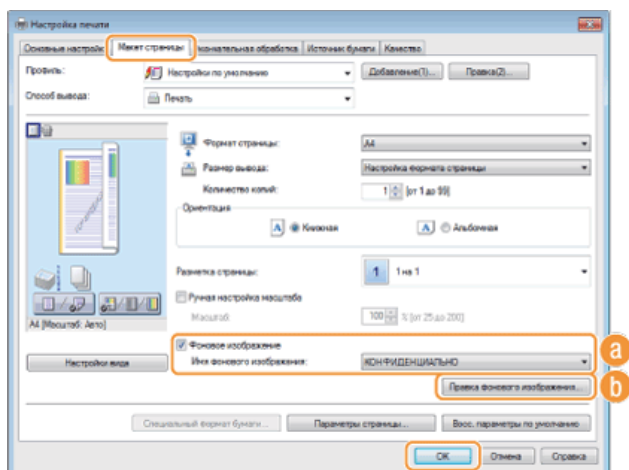 Настройка печати
Основные настройки Макет страницы Окончательная обработка Источник бумаги Качество
Профиль: Настройки по умолчанию Добавление(1)... Правка(2)...
Способ вывода: Печать
Формат страницы: A4
Размер вывода: Настройка формата страницы
Количество копий: 1 [от 1 до 99]
Ориентация
A Книжная A Альбомная
Разметка страницы: 1 1 на 1
Ручная настройка масштаба
Масштаб: 100 % [от 25 до 200]
A4 [Масштаб: Авто]
Фоновое изображение a
Настройки вида Имя фонового изображения: КОНФИДЕНЦИАЛЬНО
Правка фонового изображения... b
Специальный формат бумаги... Параметры страницы... Восс. параметры по умолчанию
OK Отмена Справка